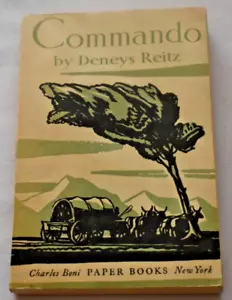 Commando
by Deneys Reitz
Charles Boni PAPER BOOKS New York